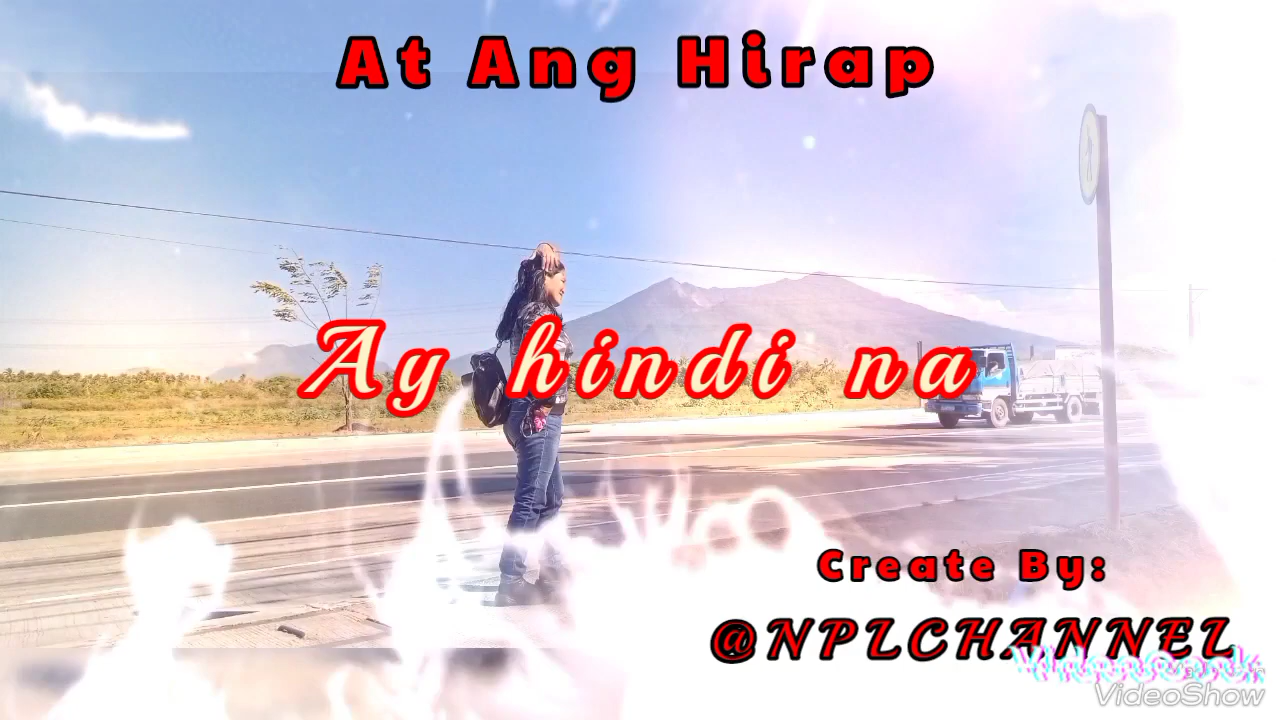 At Ang Hirap
Ay hindi na
Create By:
@NPLCHANNEL
VideoShow